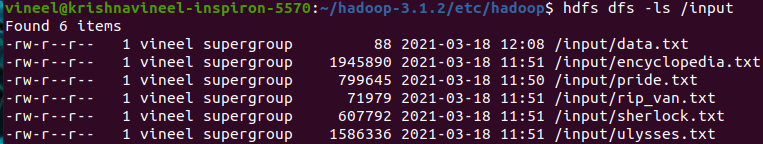 vineel@krishnavineel-inspiron-5570:~/hadoop-3.1.2/etc/hadoop$ hdfs dfs -ls /input
Found 6 items
-rw-r--r--   1 vineel supergroup         88 2021-03-18 12:08 /input/data.txt
-rw-r--r--   1 vineel supergroup    1945890 2021-03-18 11:51 /input/encyclopedia.txt
-rw-r--r--   1 vineel supergroup     799645 2021-03-18 11:50 /input/pride.txt
-rw-r--r--   1 vineel supergroup      71979 2021-03-18 11:51 /input/rip_van.txt
-rw-r--r--   1 vineel supergroup     607792 2021-03-18 11:51 /input/sherlock.txt
-rw-r--r--   1 vineel supergroup    1586336 2021-03-18 11:51 /input/ulysses.txt